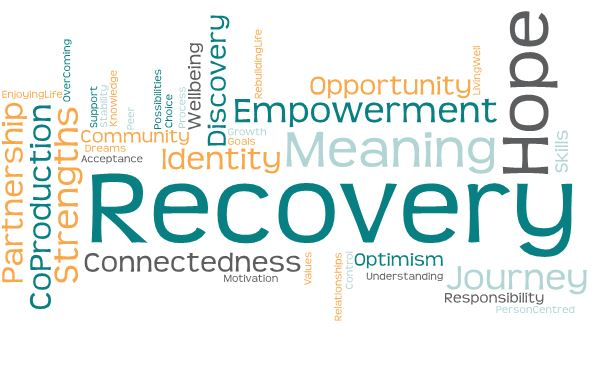 EnjoyingLife
Partnership
CoProduction
OverComing
Strengths
Support
Stability
Knowledge
Peer
Possibilities
Choice
Process
Wellbeing
Discovery
RebuildingLife
Community
Dreams
Acceptance
Growth
Goals
Identity
Opportunity
Empowerment
LivingWell
Hope
Meaning
Skills
Recovery
Connectedness
Motivation
Values
Relationships
Control
Optimism
Understanding
Journey
Responsibility
PersonCentred